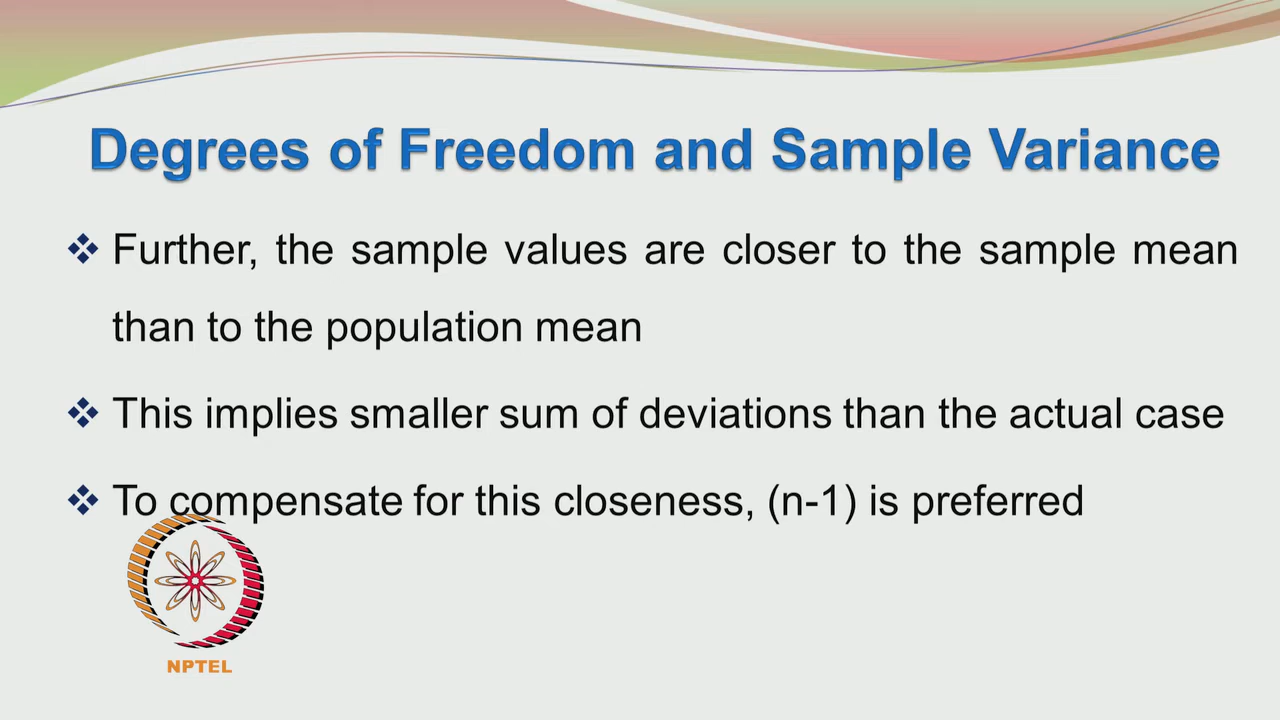 Degrees of Freedom and Sample Variance
Further, the sample values are closer to the sample mean
than to the population mean
This implies smaller sum of deviations than the actual case
To compensate for this closeness, (n-1) is preferred
NPTEL